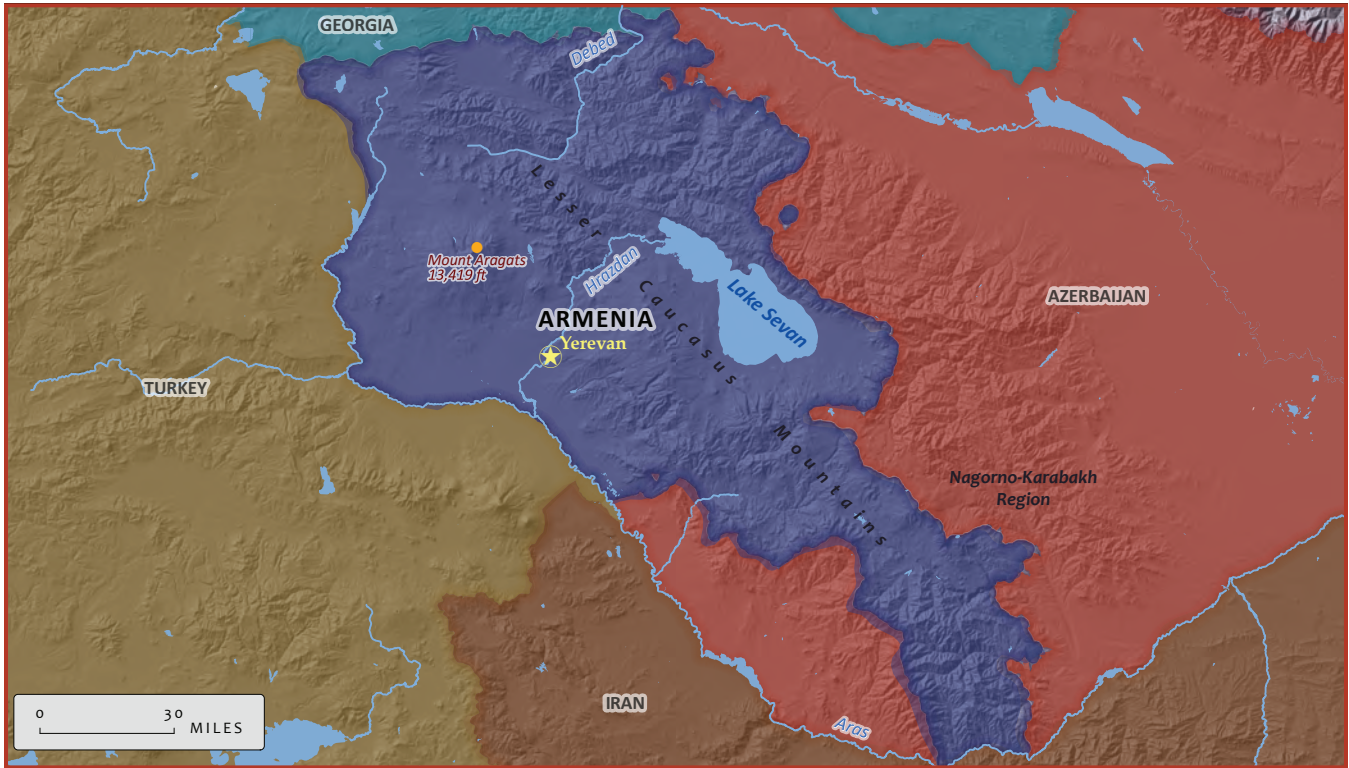 GEORGIA
Debed
Lesser
Mount Aragats
13,419 ft
Hrazdan
Caucasus
Lake Sevan
AZERBAIJAN
ARMENIA
Yerevan
TURKEY
Mountains
Nagorno-Karabakh
Region
IRAN
Aras
0 30
MILES